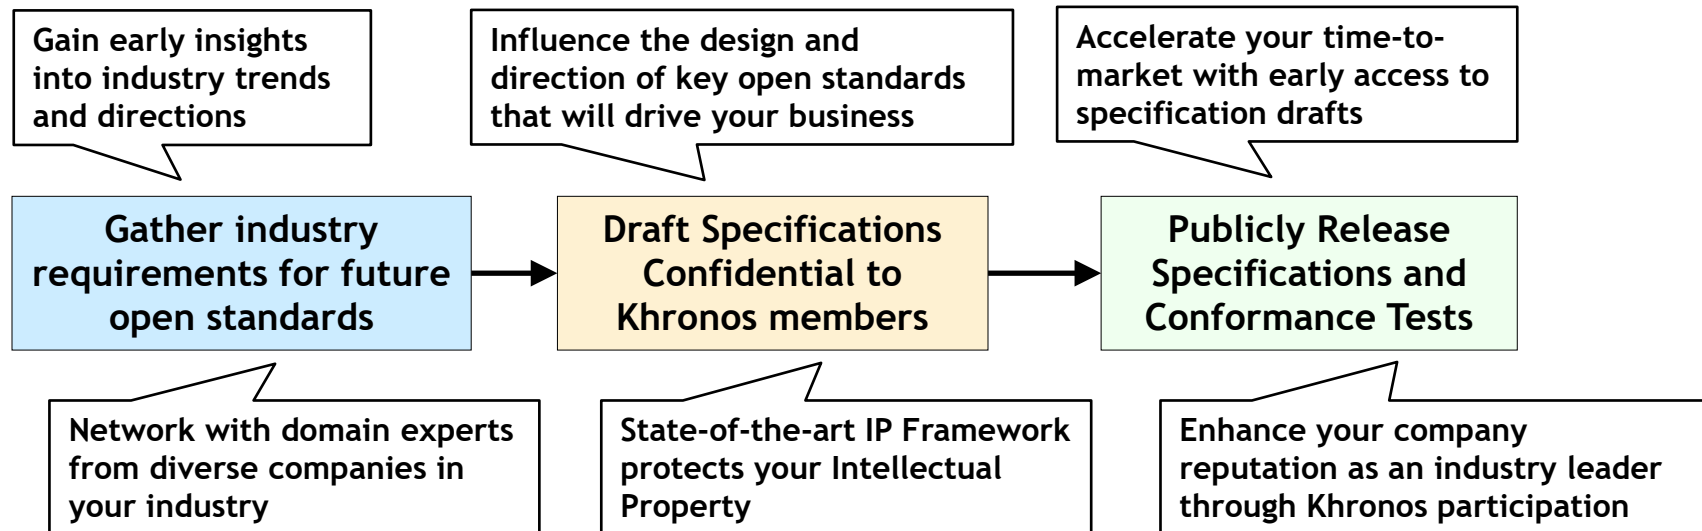 Gain early insights
into industry trends
and directions
Influence the design and
direction of key open standards
that will drive your business
Accelerate your time-to-
market with early access to
specification drafts
Gather industry
requirements for future
open standards
Draft Specifications
Confidential to
Khronos members
Publicly Release
Specifications and
Conformance Tests
Network with domain experts
from diverse companies in
your industry
State-of-the-art IP Framework
protects your Intellectual
Property
Enhance your company
reputation as an industry leader
through Khronos participation